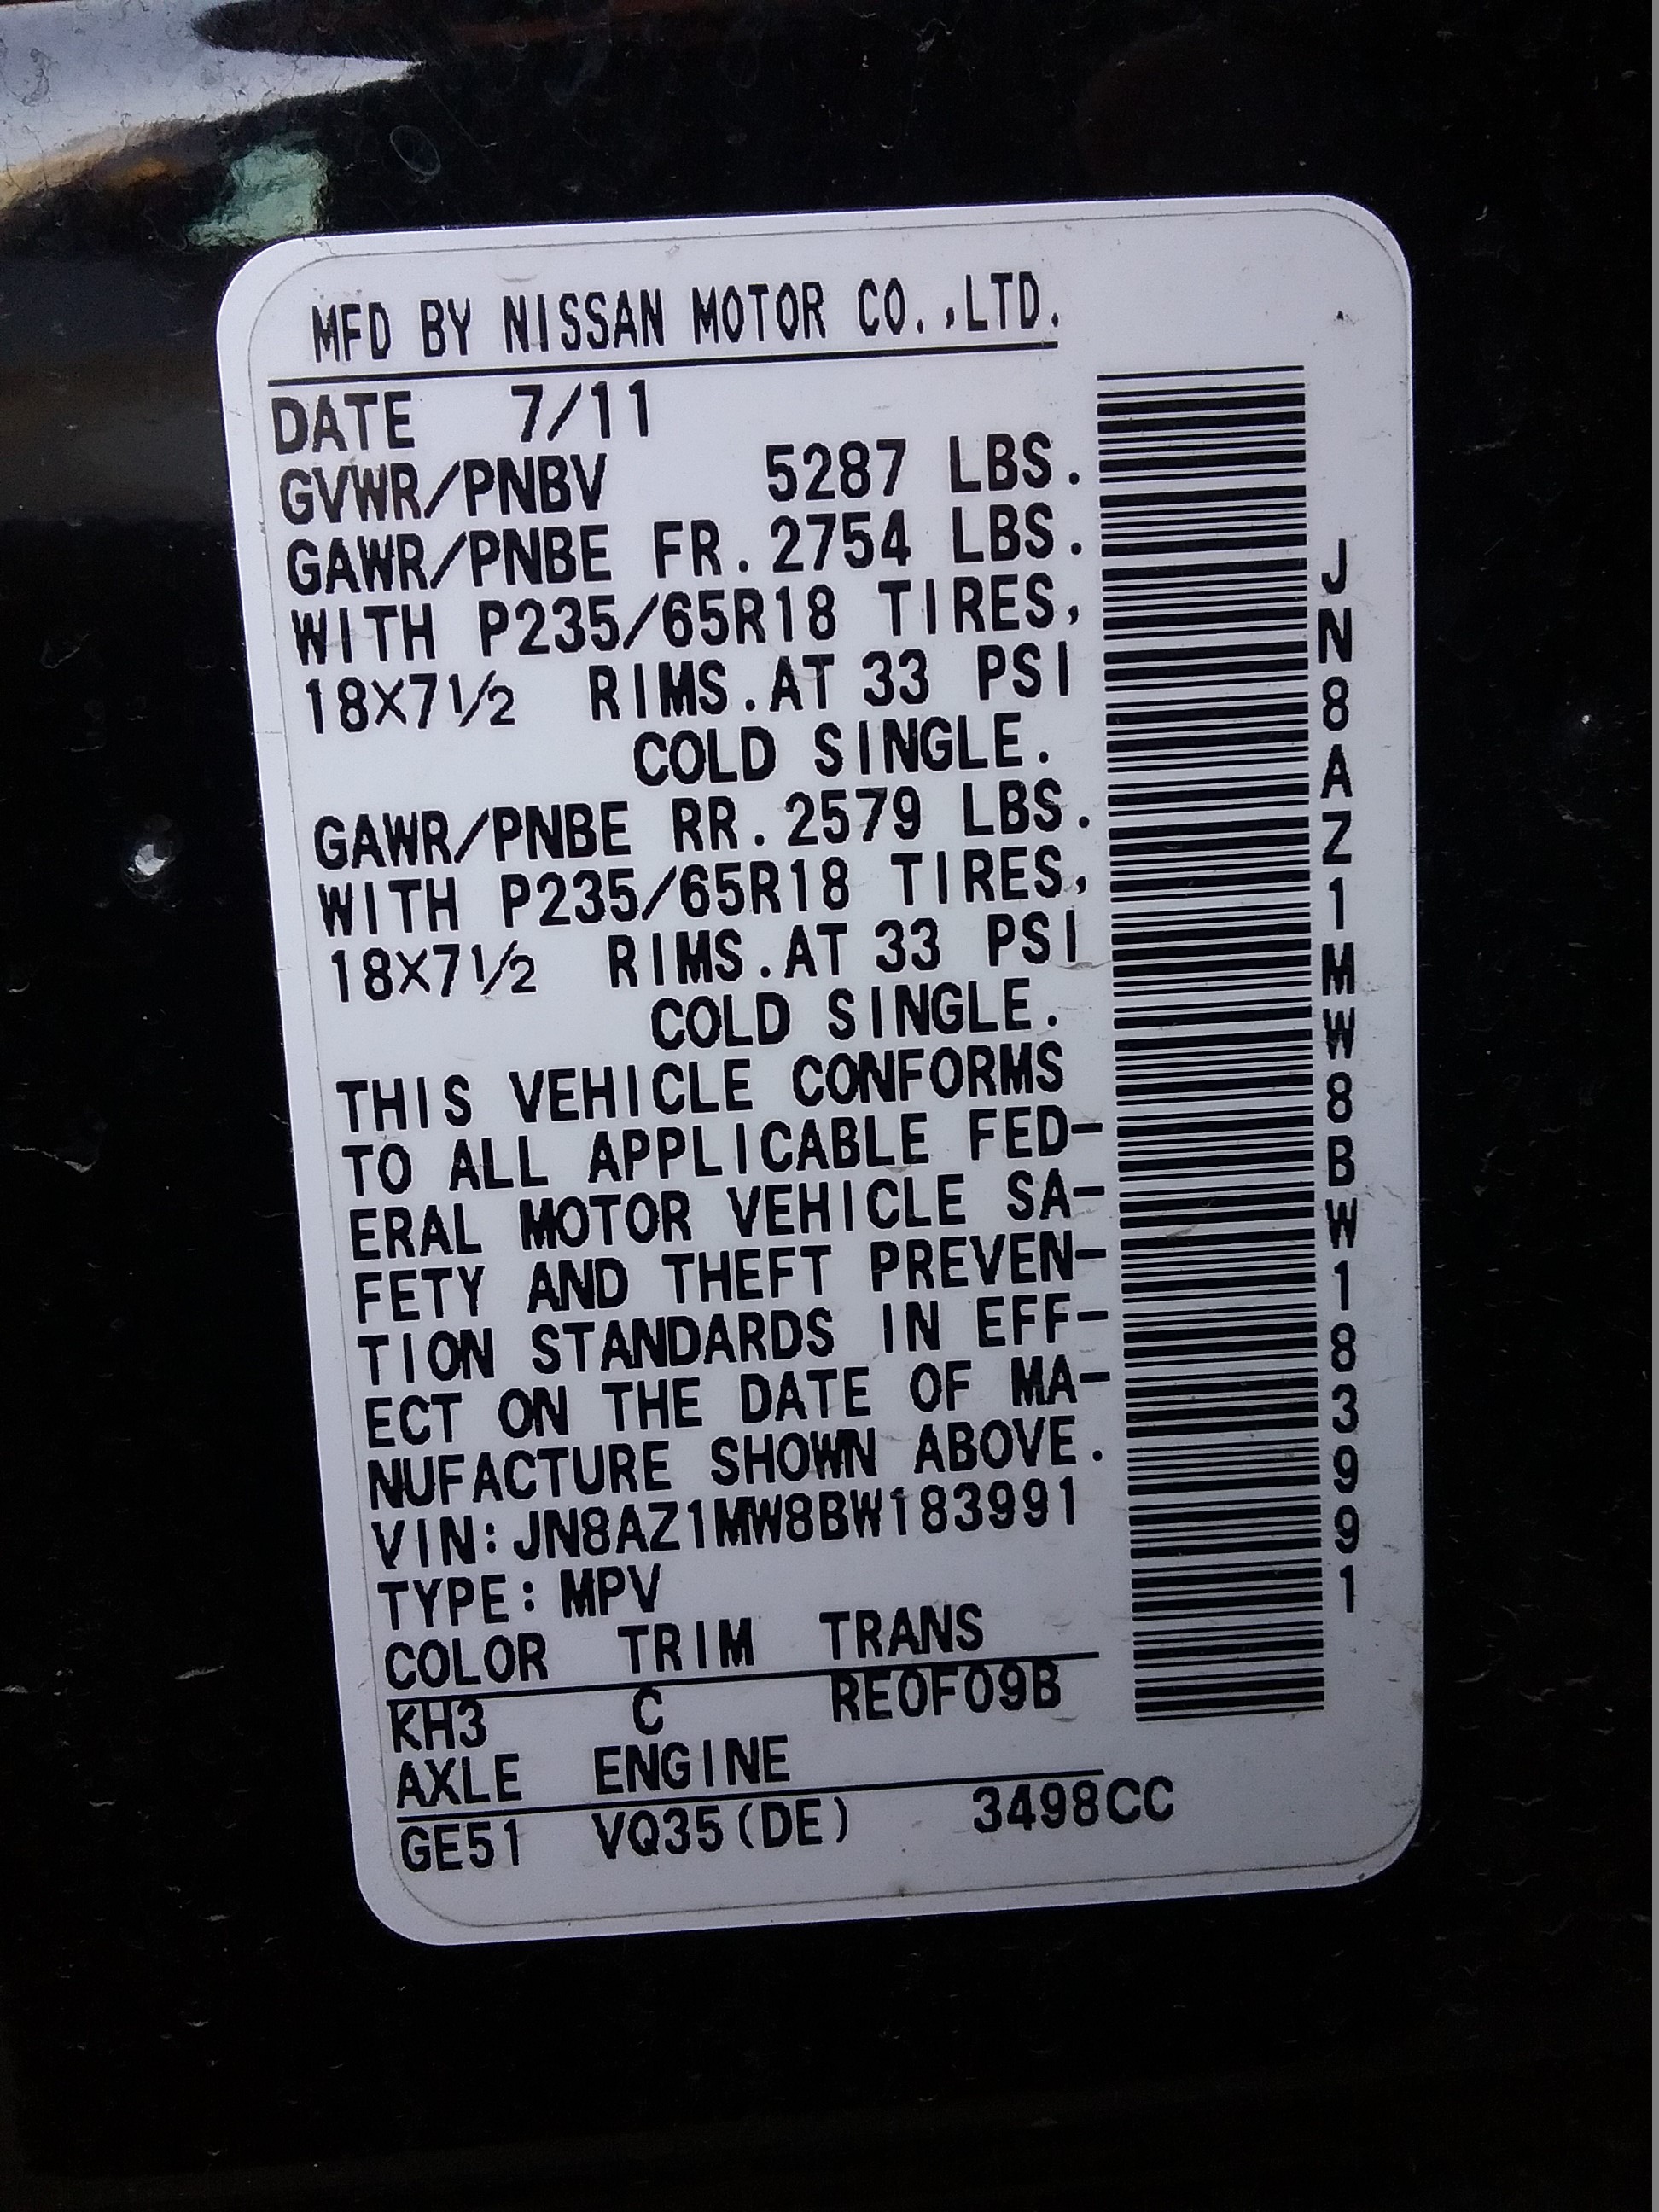 MFD BY NISSAN MOTOR CO.,LTD.
DATE 7/11
GVWR/PNBV 5287 LBS.
GAWR/PNBE FR.2754 LBS.
WITH P235/65R18 TIRES,
18X7½ RIMS.AT 33 PSI
COLD SINGLE.
GAWR/PNBE RR.2579 LBS.
WITH P235/65R18 TIRES,
18X7½ RIMS.AT 33 PSI
COLD SINGLE.
THIS VEHICLE CONFORMS
TO ALL APPLICABLE FED-
ERAL MOTOR VEHICLE SA-
FETY AND THEFT PREVEN-
TION STANDARDS IN EFF-
ECT ON THE DATE OF MA-
NUFACTURE SHOWN ABOVE.
VIN:JN8AZ1MW8BW183991
TYPE:MPV
COLOR TRIM TRANS
KH3 C RE0F09B
AXLE ENGINE
GE51 VQ35(DE) 3498CC
JN8AZ1MW8BW183991